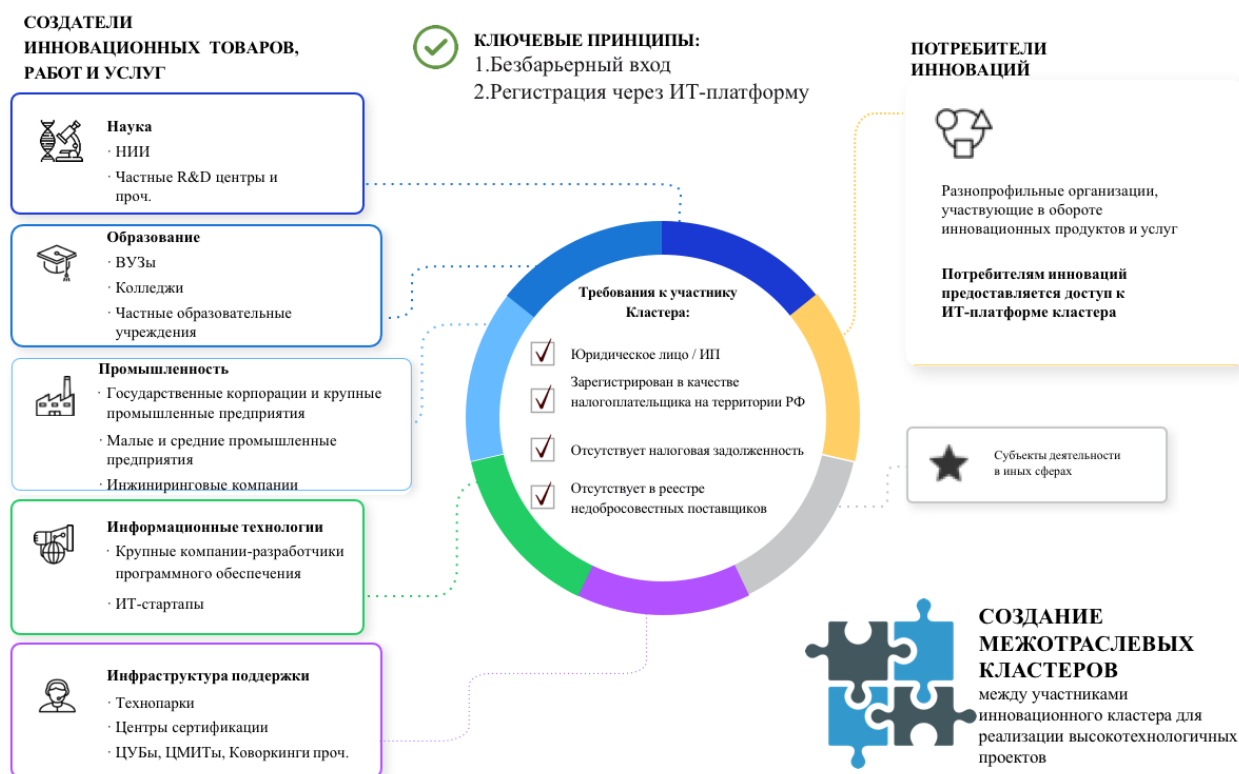 СОЗДАТЕЛИ
ИННОВАЦИОННЫХ ТОВАРОВ,
РАБОТ И УСЛУГ
Наука
· НИИ
· Частные R&D центры и
проч.
Образование
· ВУЗы
· Колледжи
· Частные образовательные
учреждения
Промышленность
· Государственные корпорации и крупные
промышленные предприятия
· Малые и средние промышленные
предприятия
· Инжиниринговые компании
Информационные технологии
· Крупные компании-разработчики
программного обеспечения
· ИТ-стартапы
Инфраструктура поддержки
· Технопарки
· Центры сертификации
· ЦУБы, ЦМИТы, Коворкинги проч.
КЛЮЧЕВЫЕ ПРИНЦИПЫ:
1.Безбарьерный вход
2.Регистрация через ИТ-платформу
Требования к участнику
Кластера:
Юридическое лицо / ИП
Зарегистрирован в качестве
налогоплательщика на территории РФ
Отсутствует налоговая задолженность
Отсутствует в реестре
недобросовестных поставщиков
ПОТРЕБИТЕЛИ
ИННОВАЦИЙ
Разнопрофильные организации,
участвующие в обороте
инновационных продуктов и услуг
Потребителям инноваций
предоставляется доступ к
ИТ-платформе кластера
Субъекты деятельности
в иных сферах
СОЗДАНИЕ
МЕЖОТРАСЛЕВЫХ
КЛАСТЕРОВ
между участниками
инновационного кластера для
реализации высокотехнологичных
проектов